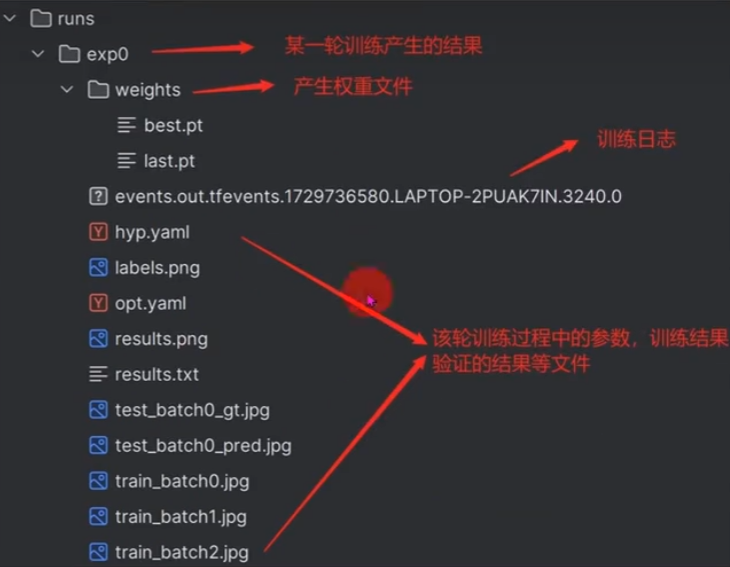 runs
exp0
某一轮训练产生的结果
weights
产生权重文件
best.pt
last.pt
训练日志
events.out.tfevents.1729736580.LAPTOP-2PUAK7IN.3240.0
hyp.yaml
labels.png
opt.yaml
results.png
该轮训练过程中的参数，训练结果
验证的结果等文件
results.txt
test_batch0_gt.jpg
test_batch0_pred.jpg
train_batch0.jpg
train_batch1.jpg
train_batch2.jpg